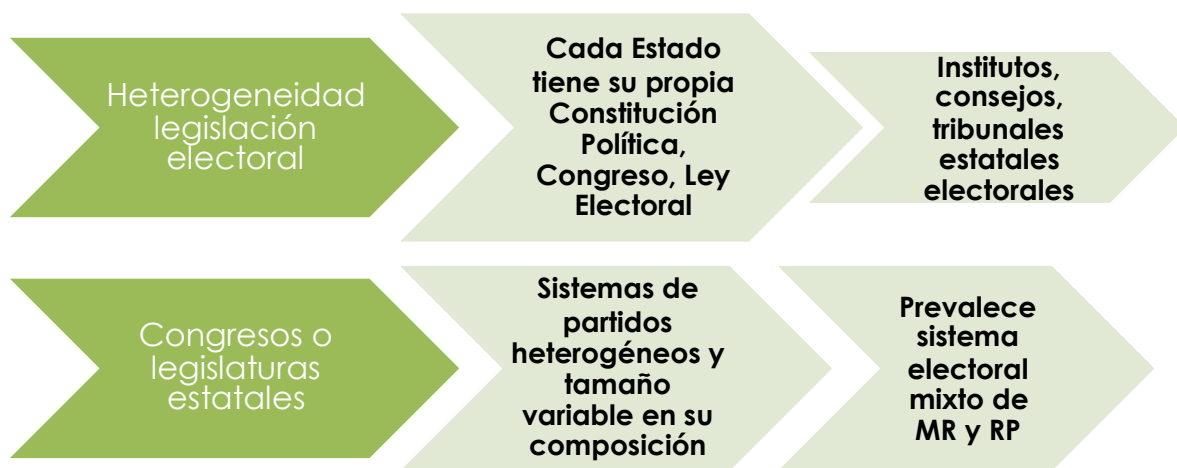 Heterogeneidad
legislación
electoral
Cada Estado
tiene su propia
Constitución
Política,
Congreso, Ley
Electoral
Institutos,
consejos,
tribunales
estatales
electorales
Congresos o
legislaturas
estatales
Sistemas de
partidos
heterogéneos y
tamaño
variable en su
composición
Prevalece
sistema
electoral
mixto de
MR y RP